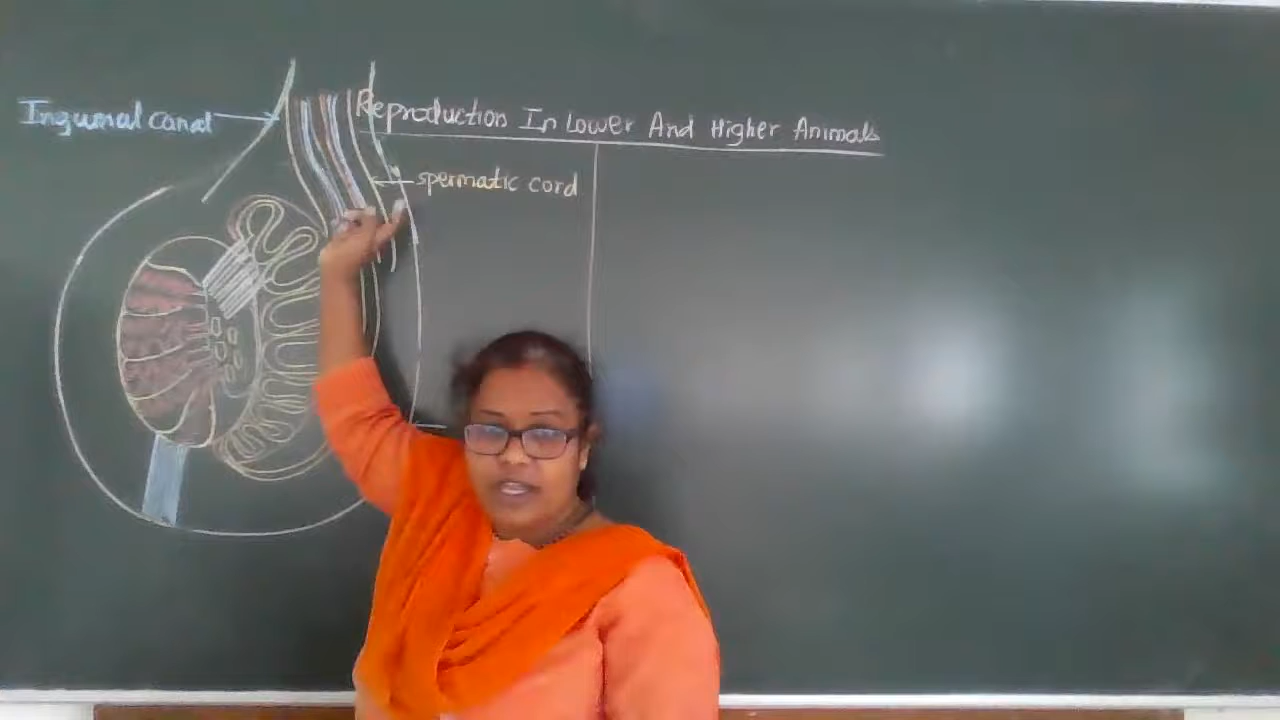 Reproduction In Lower And Higher Animals
Ingumal canal
spermatic cord